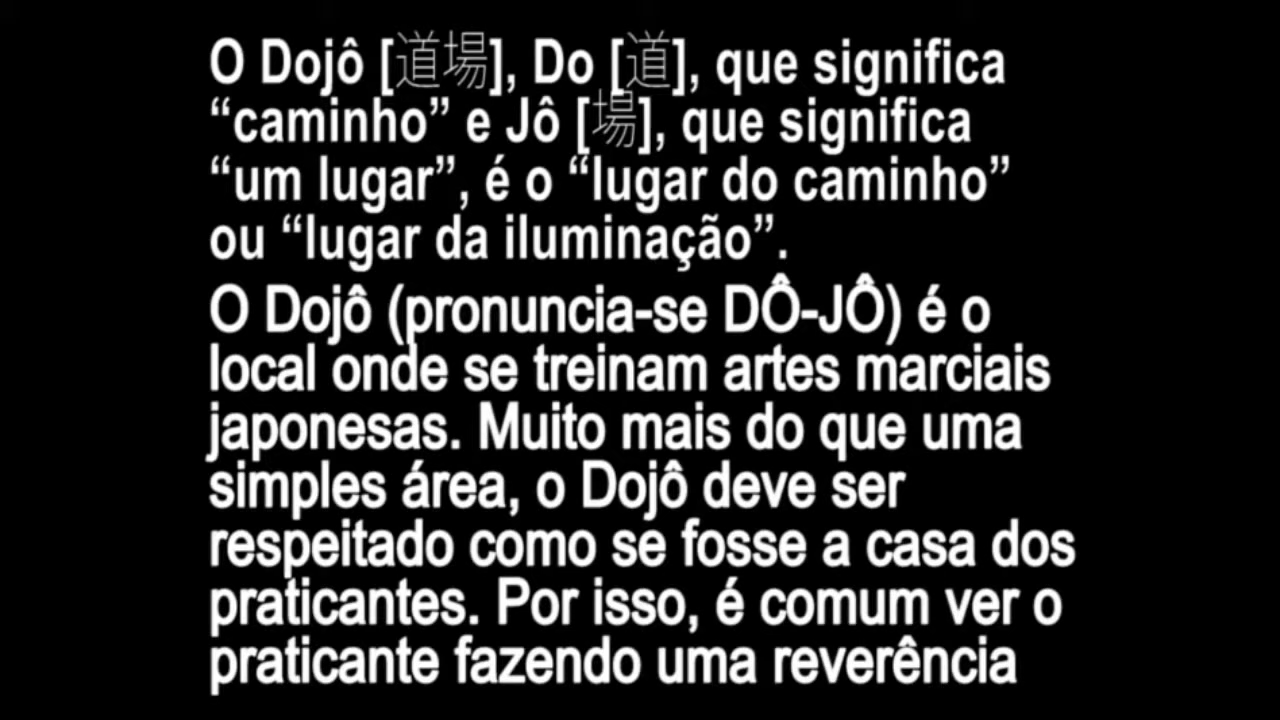 O Dojô [道場], Do [道], que significa
“caminho” e Jô [場], que significa
“um lugar”, é o “lugar do caminho”
ou “lugar da iluminação”.
O Dojô (pronuncia-se DÔ-JÔ) é o
local onde se treinam artes marciais
japonesas. Muito mais do que uma
simples área, o Dojô deve ser
respeitado como se fosse a casa dos
praticantes. Por isso, é comum ver o
praticante fazendo uma reverência